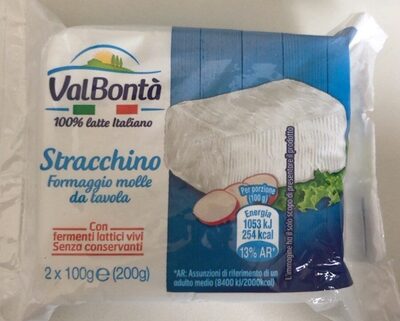 ValBontà
100% latte Italiano
Stracchino
Formaggio molle
da tavola
Con
fermenti lattici vivi
Senza conservanti
2 x 100g e (200g)
Per porzione
(100 g)
Energia
1053 kJ
254 kcal
13% AR*
*AR: Assunzioni di riferimento di un
adulto medio (8400 kJ/2000kcal)
L'immagine ha il solo scopo di presentare il prodotto